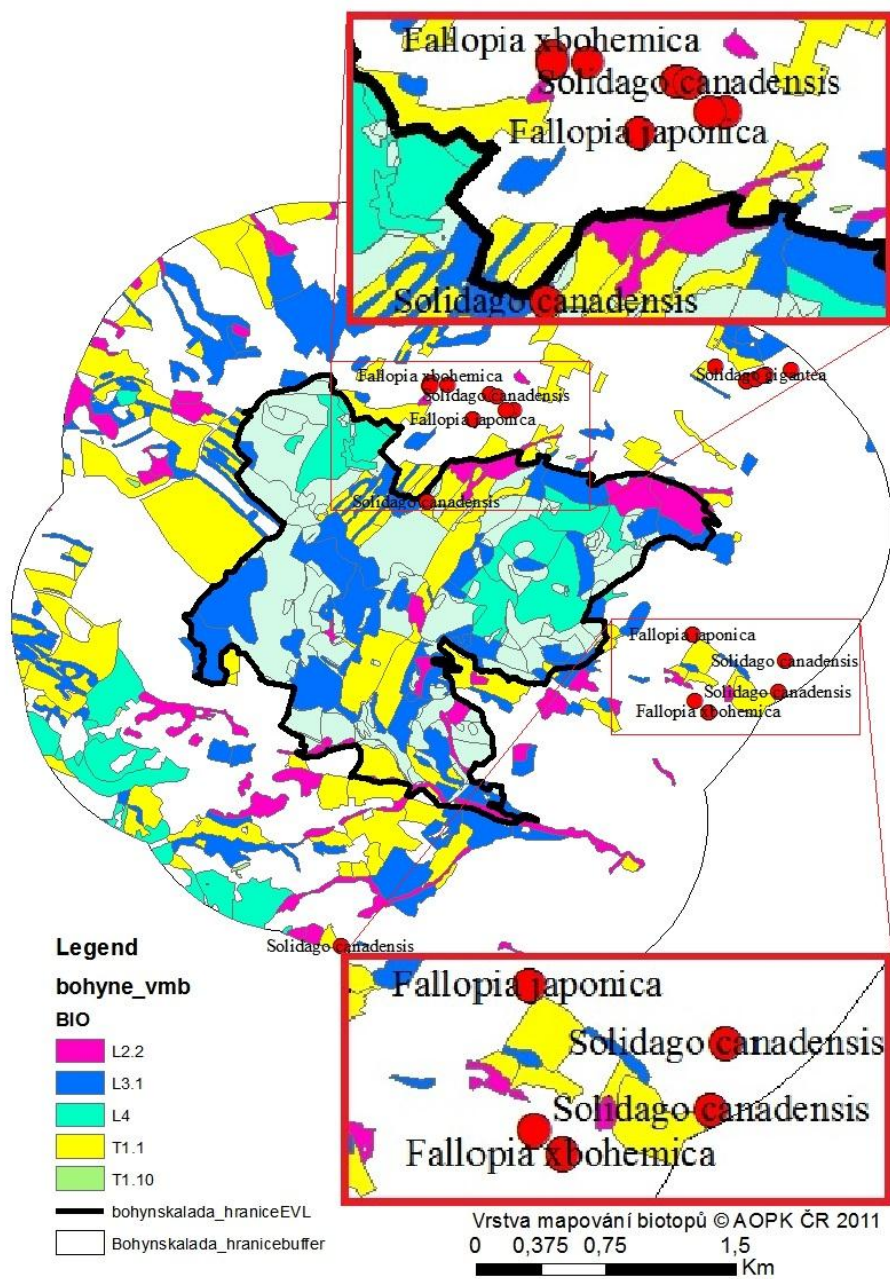 Fallopia xbohemica
Solidago canadensis
Fallopia japonica
Solidago canadensis
Fallopia xbohemica
Solidago canadensis
Fallopia japonica
Solidago gigantea
Solidago canadensis
Fallopia japonica
Solidago canadensis
Solidago canadensis
Fallopia xbohemica
Solidago canadensis
Fallopia japonica
Solidago canadensis
Solidago canadensis
Fallopia xbohemica
Legend
bohyne_vmb
BIO
L2.2
L3.1
L4
T1.1
T1.10
bohynskalada_hraniceEVL
Bohynskalada_hranicebuffer
Vrstva mapování biotopů © AOPK ČR 2011
0 0,375 0,75 1,5
Km